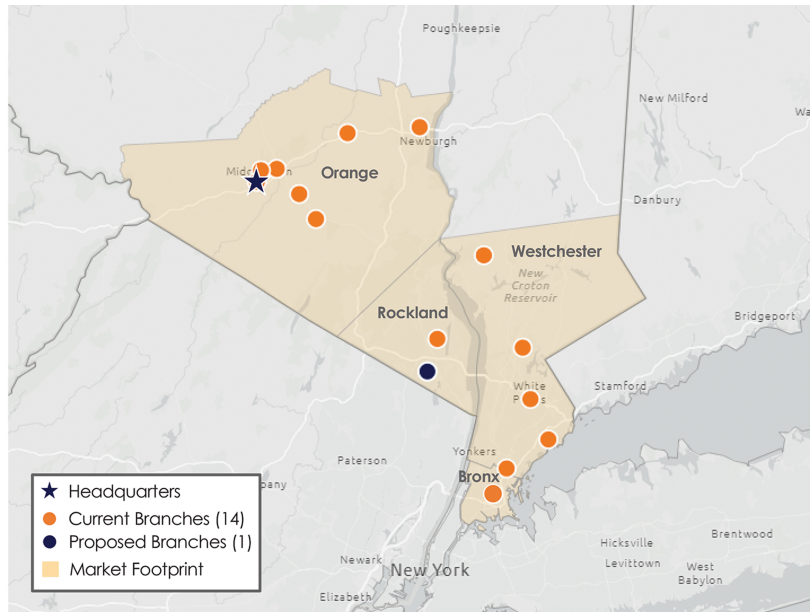 Poughkeepsie
New Milford
Newburgh
Orange
Danbury
Westchester
New
Croton
Reservoir
Rockland
Bridgeport
Stamford
White
Yonkers
Paterson
Bronx
Headquarters
Current Branches (14)
Proposed Branches (1)
Market Footprint
Brentwood
Hicksville
Levittown
West
Babylon
Newark
New York
Elizabeth